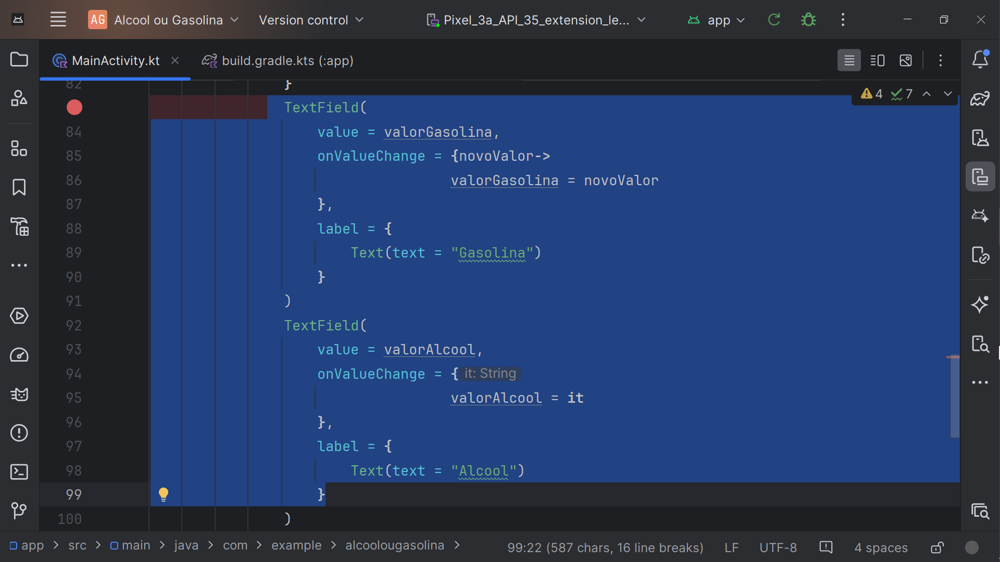 AG Alcool ou Gasolina Version control Pixel_3a_API_35_extension_le... app
MainActivity.kt build.gradle.kts (:app)
82 }
TextField(
4 7
84 value = valorGasolina,
85 onValueChange = {novoValor->
86 valorGasolina = novoValor
87 },
88 label = {
89 Text(text = "Gasolina")
90 }
91 )
92 TextField(
93 value = valorAlcool,
94 onValueChange = { it: String
95 valorAlcool = it
96 },
97 label = {
98 Text(text = "Alcool")
99 }
100 )
app > src > main > java > com > example > alcoolougasolina > 99:22 (587 chars, 16 line breaks) LF UTF-8 4 spaces